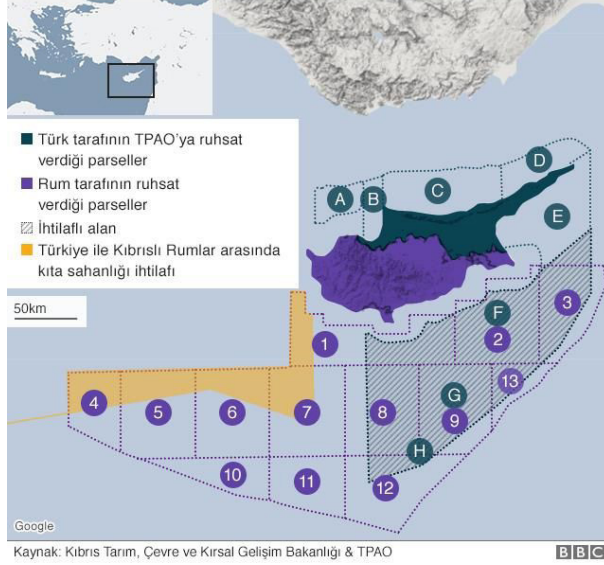 Türk tarafının TPAO'ya ruhsat
verdiği parseller
Rum tarafının ruhsat
verdiği parseller
İhtilaflı alan
Türkiye ile Kıbrıslı Rumlar arasında
kıta sahanlığı ihtilafı
50km
A
B
C
D
E
F
G
H
1
2
3
4
5
6
7
8
9
10
11
12
13
Google
Kaynak: Kıbrıs Tarım, Çevre ve Kırsal Gelişim Bakanlığı & TPAO
BBC